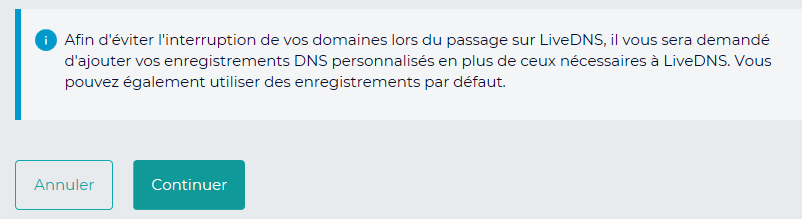 i
Afin d'éviter l'interruption de vos domaines lors du passage sur LiveDNS, il vous sera demandé
d'ajouter vos enregistrements DNS personnalisés en plus de ceux nécessaires à LiveDNS. Vous
pouvez également utiliser des enregistrements par défaut.
Annuler
Continuer